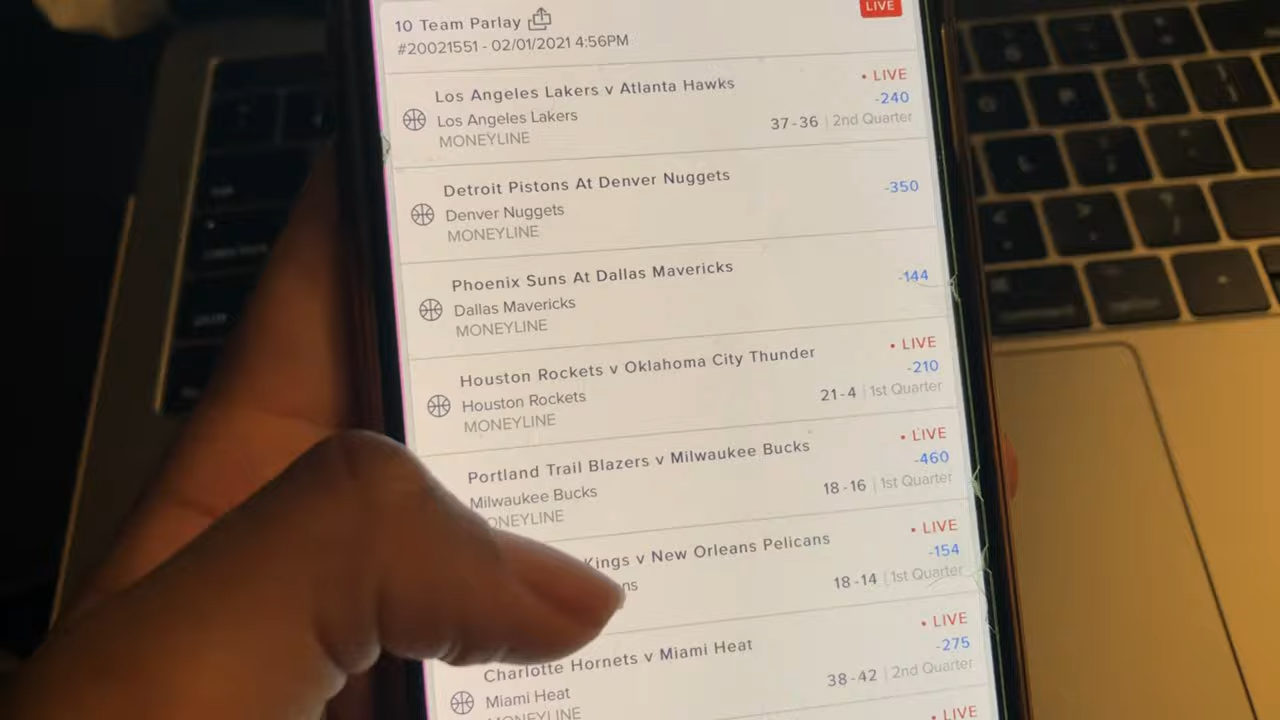 10 Team Parlay
LIVE
#20021551 - 02/01/2021 4:56PM
Los Angeles Lakers v Atlanta Hawks
• LIVE
Los Angeles Lakers
-240
MONEYLINE
37-36 | 2nd Quarter
Detroit Pistons At Denver Nuggets
Denver Nuggets
-350
MONEYLINE
Phoenix Suns At Dallas Mavericks
Dallas Mavericks
-144
MONEYLINE
Houston Rockets v Oklahoma City Thunder
• LIVE
Houston Rockets
-210
MONEYLINE
21-4 | 1st Quarter
Portland Trail Blazers v Milwaukee Bucks
• LIVE
Milwaukee Bucks
-460
ONEYLINE
18-16 | 1st Quarter
Kings v New Orleans Pelicans
• LIVE
ns
-154
18-14 | 1st Quarter
Charlotte Hornets v Miami Heat
• LIVE
Miami Heat
-275
MONEYLINE
38-42 | 2nd Quarter
• LIVE